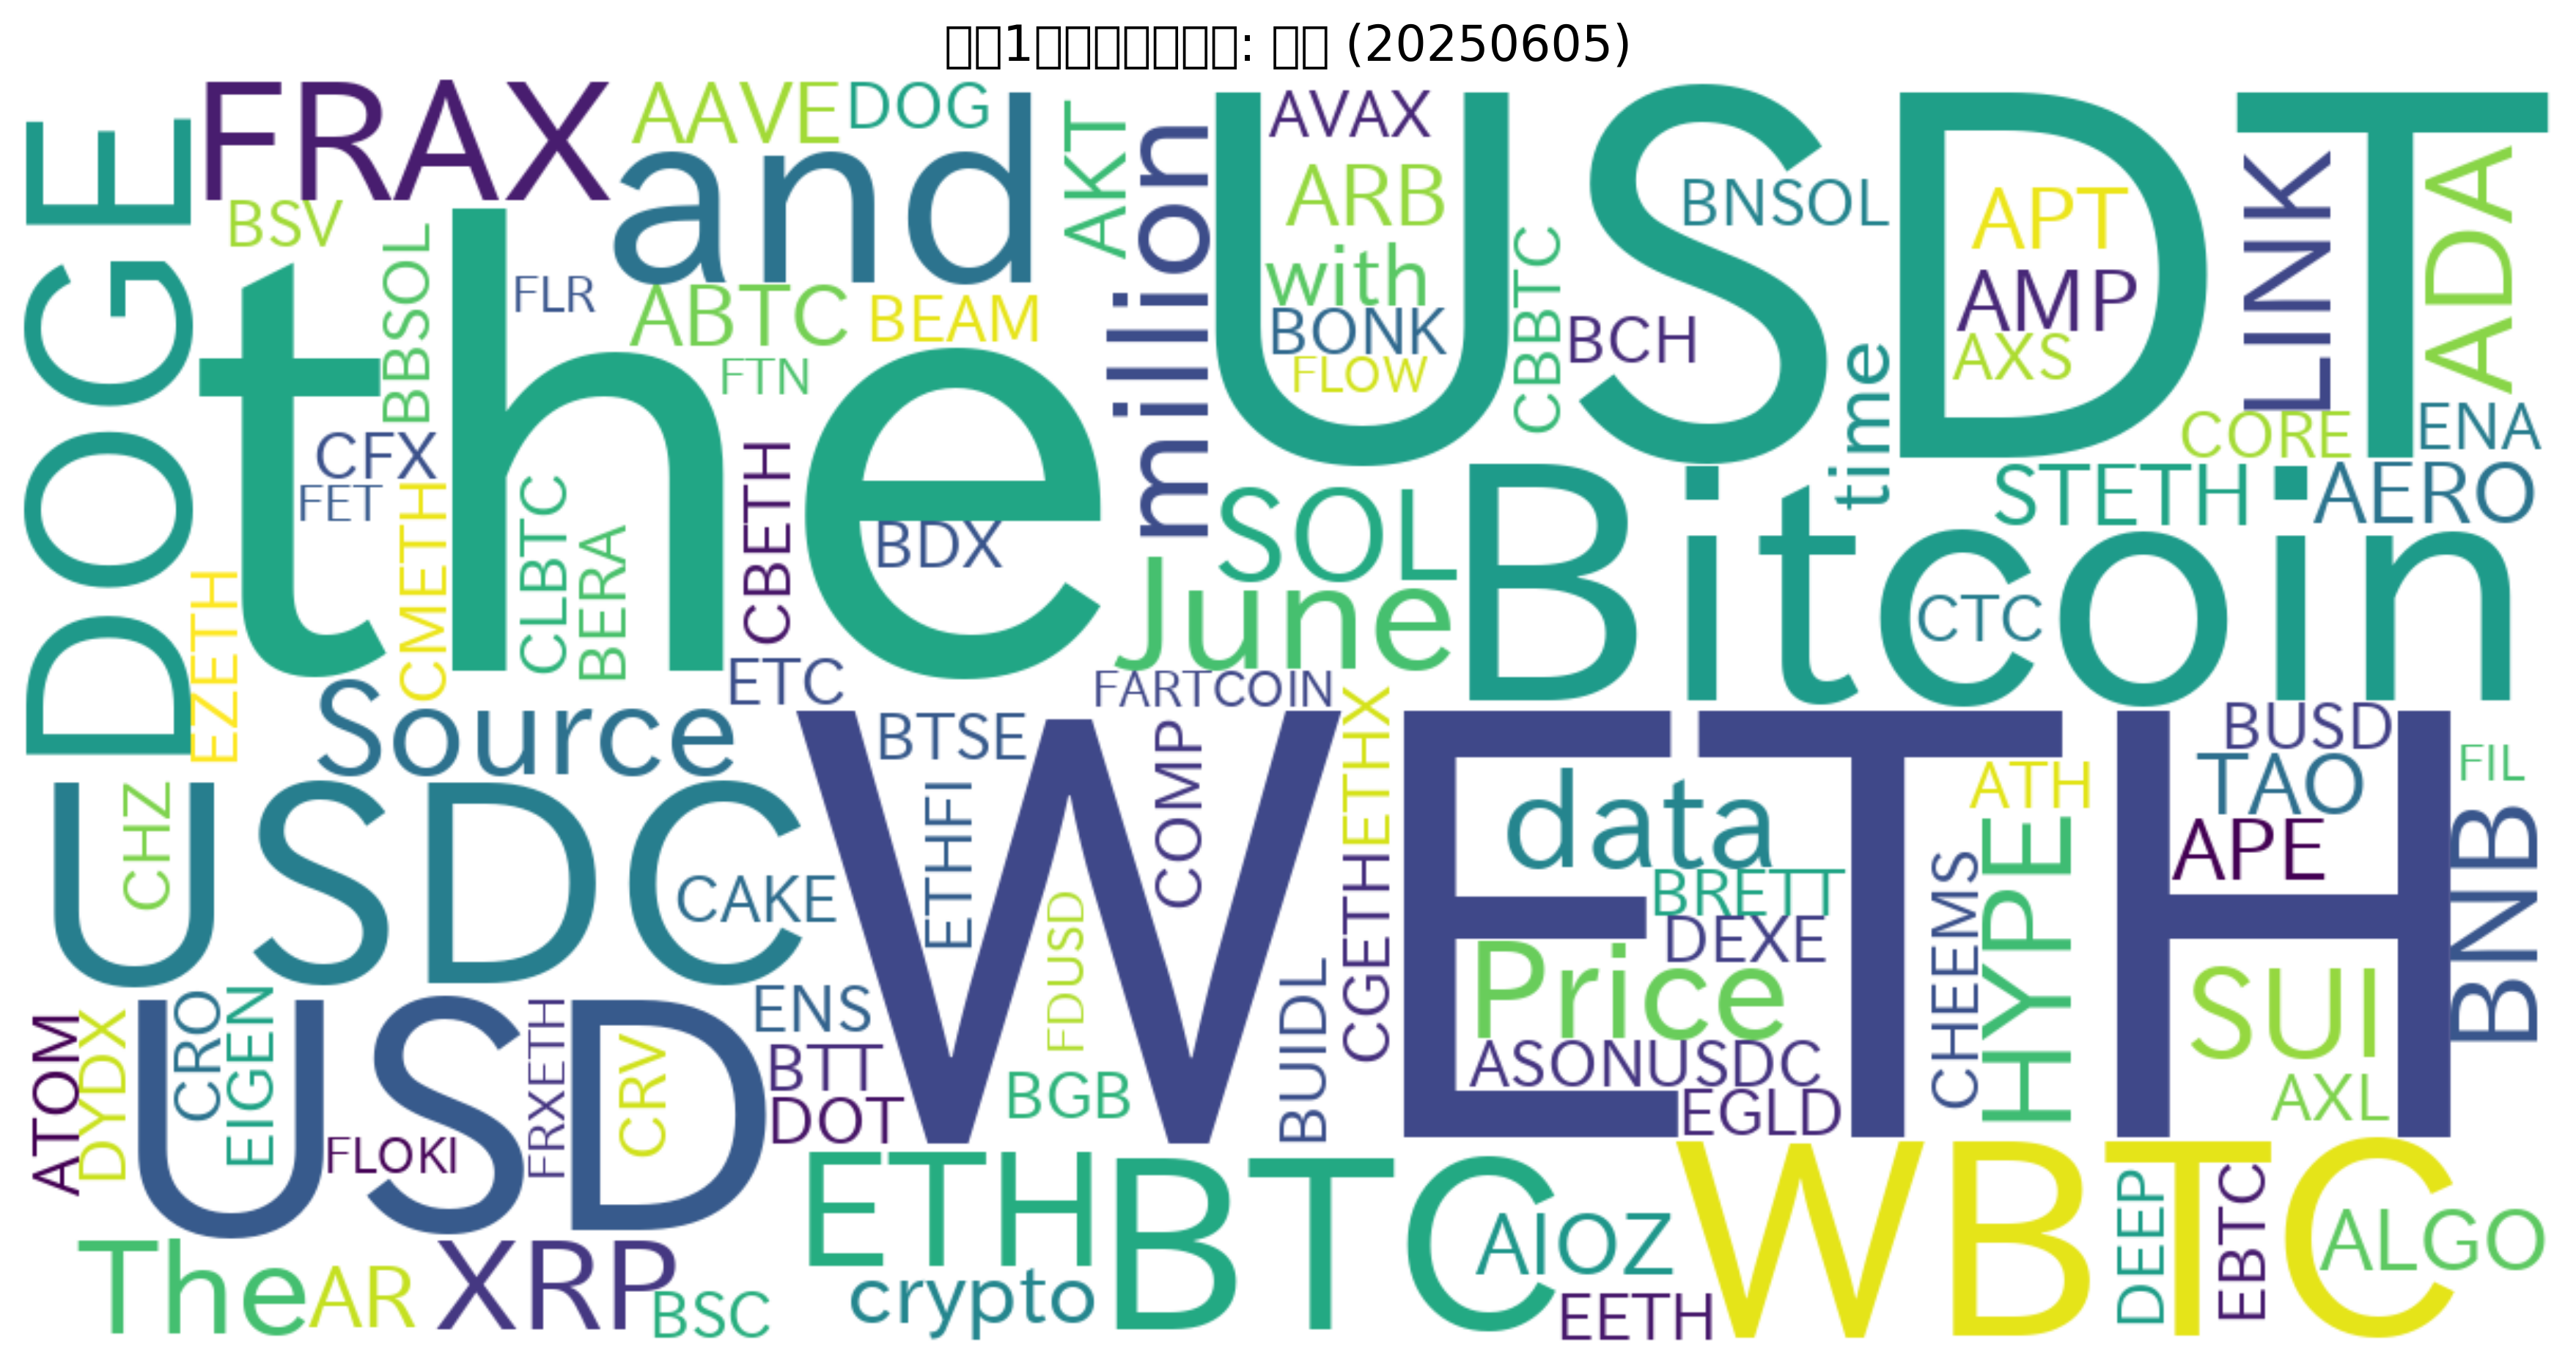 □□1□□□□□□□: □□ (20250605)
DOGE
FRAX
AAVE
DOG
and
AKT
million
USDT
AVAX
ARB
with
BONK
FLOW
CBBTC
BNSOL
BCH
time
APT
AMP
AXS
LINK
ADA
CORE
ENA
BSV
BBSOL
the
FLR
ABTC
BEAM
FTN
CFX
FET
CMETH
CLBTC
BERA
CBETH
BDX
SOL
June
Bitcoin
STETH
AERO
CTC
EZETH
Source
ETC
FARTCOIN
WETH
BTSE
ETHFI
COMP
ETHX
CGETH
data
BRETT
DEXE
Price
ASONUSDC
EGLD
ATH
CHEEMS
HYPE
BUSD
TAO
APE
FIL
BNB
SUI
AXL
USDC
CHZ
CAKE
FDUSD
BUIDL
BGB
ENS
BTT
DOT
ATOM
DYDX
CRO
EIGEN
USD
FLOKI
FRXETH
CRV
The
AR
XRP
BSC
ETH
crypto
BTC
AIOZ
EETH
WBTC
DEEP
EBTC
ALGO